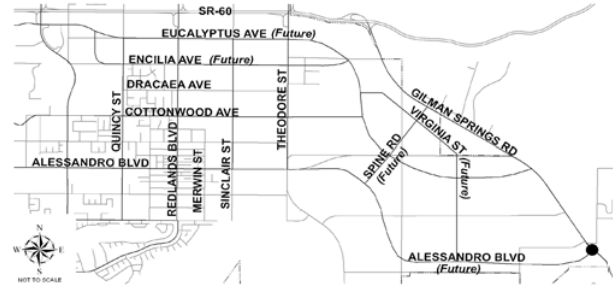 SR-60
EUCALYPTUS AVE (Future)
ENCILIA AVE (Future)
DRACAEA AVE
COTTONWOOD AVE
ALESSANDRO BLVD
QUINCY ST
REDLANDS BLVD
MERWIN ST
SINCLAIR ST
THEODORE ST
GILMAN SPRINGS RD
VIRGINIA ST
(Future)
SPINE RD
(Future)
ALESSANDRO BLVD
(Future)
N
W E
S
NOT TO SCALE